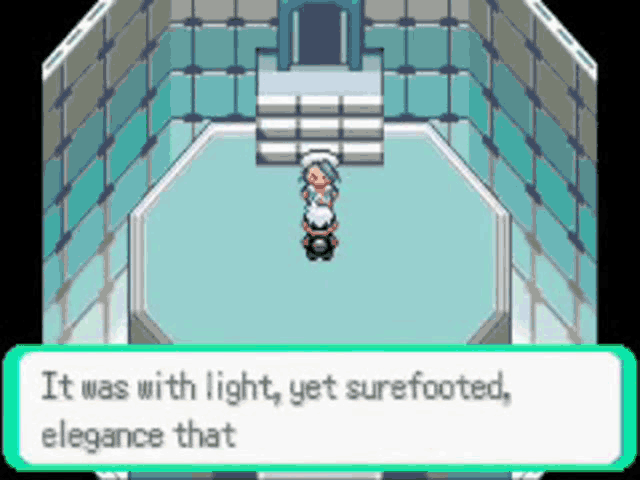 It was with light, yet surefooted,
elegance that